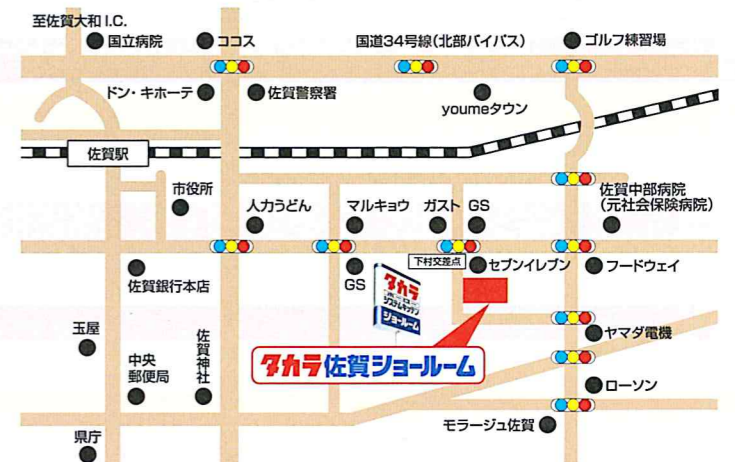 至佐賀大和I.C.
国立病院
ココス
国道34号線(北部バイパス)
ゴルフ練習場
ドン・キホーテ
佐賀警察署
youmeタウン
佐賀駅
市役所
佐賀中部病院
(元社会保険病院)
人力うどん
マルキョウ
ガスト
GS
下村交差点
セブンイレブン
フードウェイ
佐賀銀行本店
GS
タカラ
システムキッチン
ショールーム
玉屋
中央
郵便局
佐賀神社
ヤマダ電機
タカラ佐賀ショールーム
ローソン
モラージュ佐賀
県庁